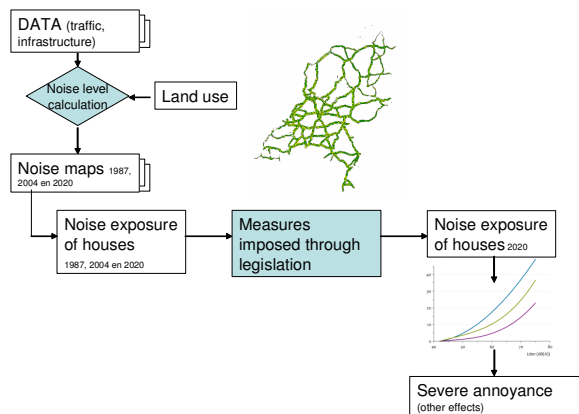 DATA (traffic,
infrastructure)
Noise level
calculation
Land use
Noise maps 1987,
2004 en 2020
Noise exposure
of houses
1987, 2004 en 2020
Measures
imposed through
legislation
Noise exposure
of houses 2020
Severe annoyance
(other effects)